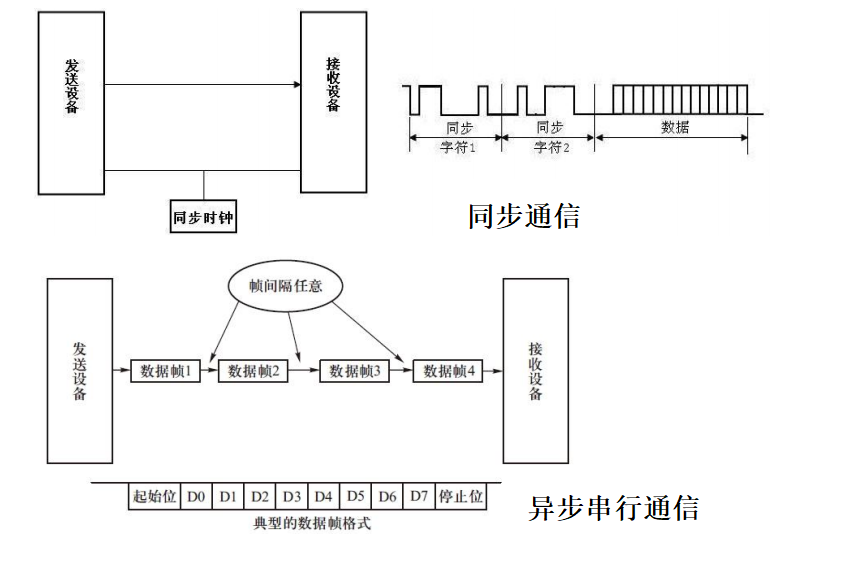 发送设备
接收设备
同步时钟
同步
字符1
同步
字符2
数据
同步通信
帧间隔任意
发送设备
数据帧1
数据帧2
数据帧3
数据帧4
接收设备
起始位 D0 D1 D2 D3 D4 D5 D6 D7 停止位
典型的数据帧格式
异步串行通信